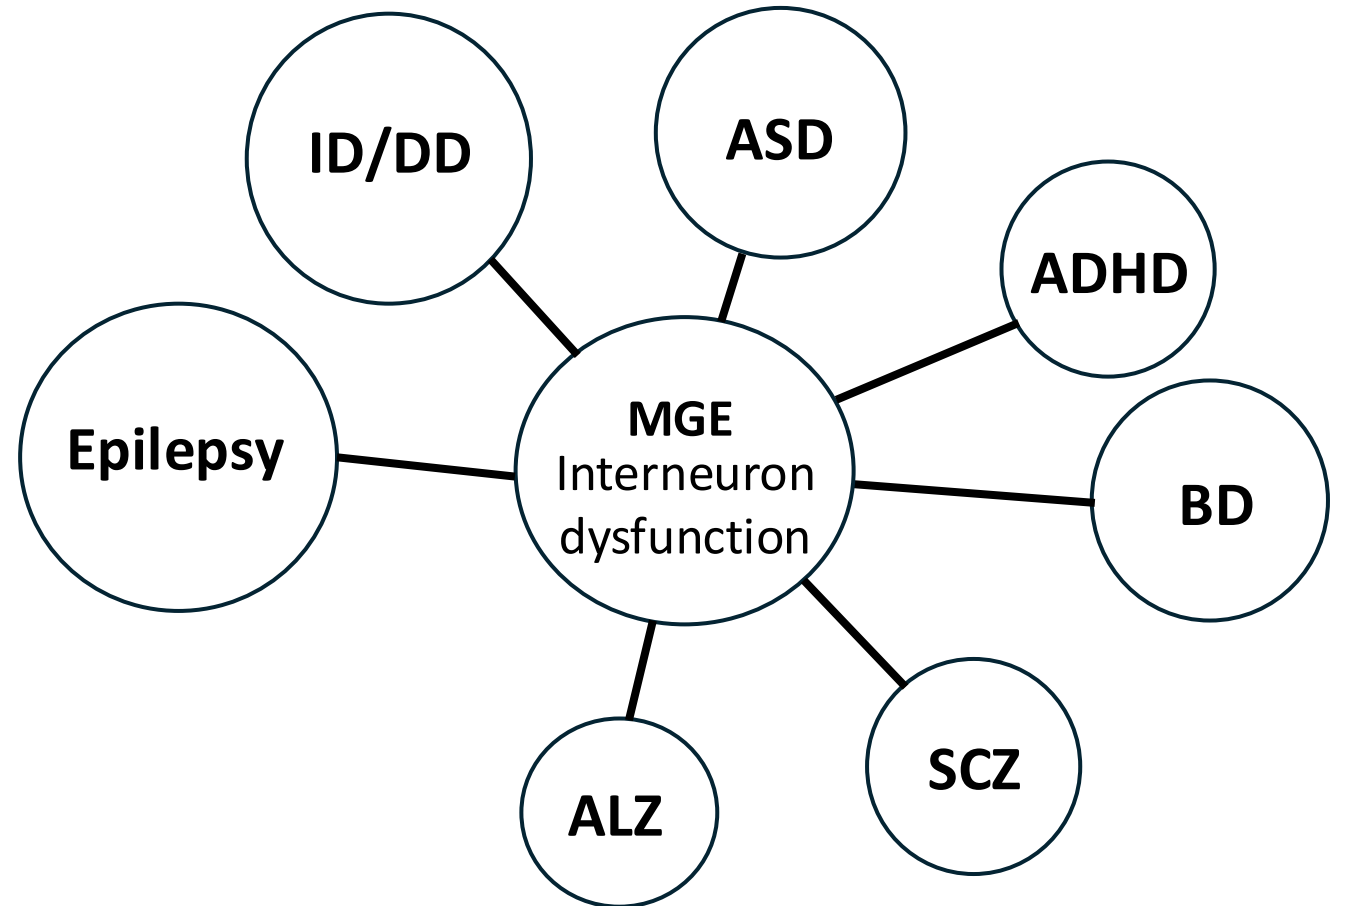 ID/DD
ASD
ADHD
Epilepsy
MGE
Interneuron
dysfunction
BD
SCZ
ALZ